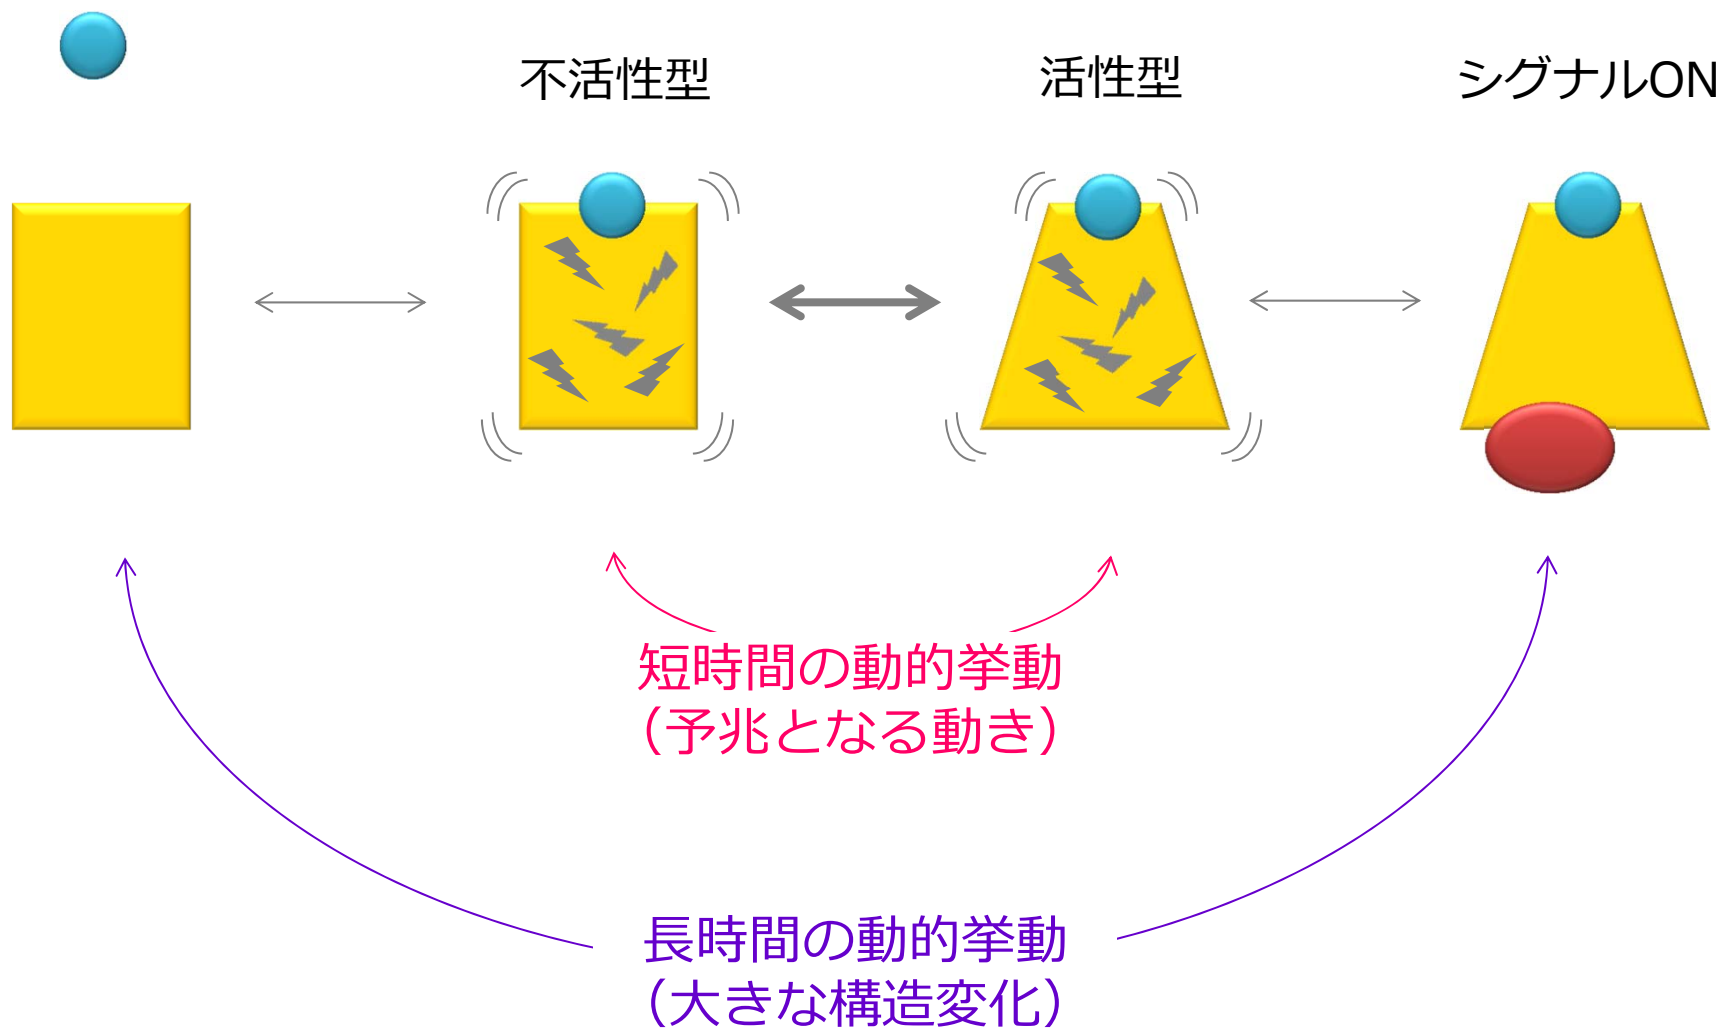 不活性型
活性型
シグナルON
短時間の動的挙動
（予兆となる動き）
長時間の動的挙動
（大きな構造変化）